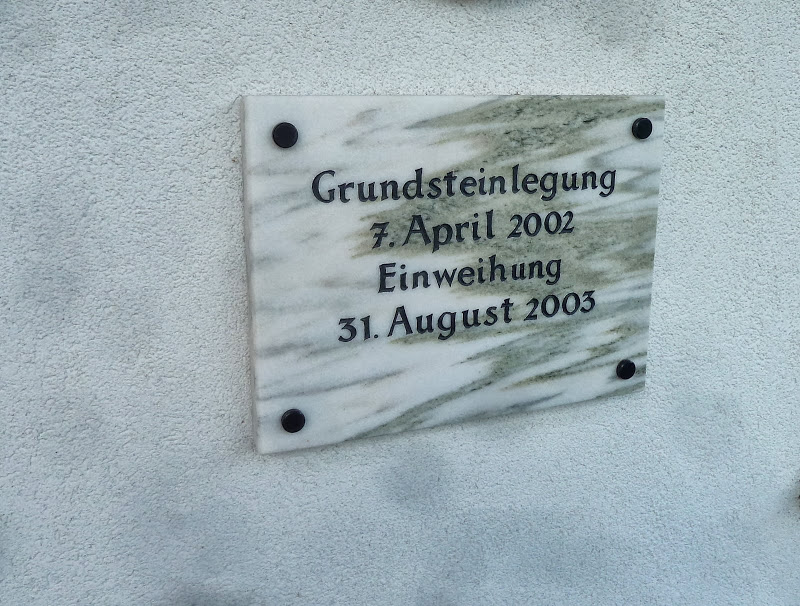 Grundsteinlegung
7. April 2002
Einweihung
31. August 2003